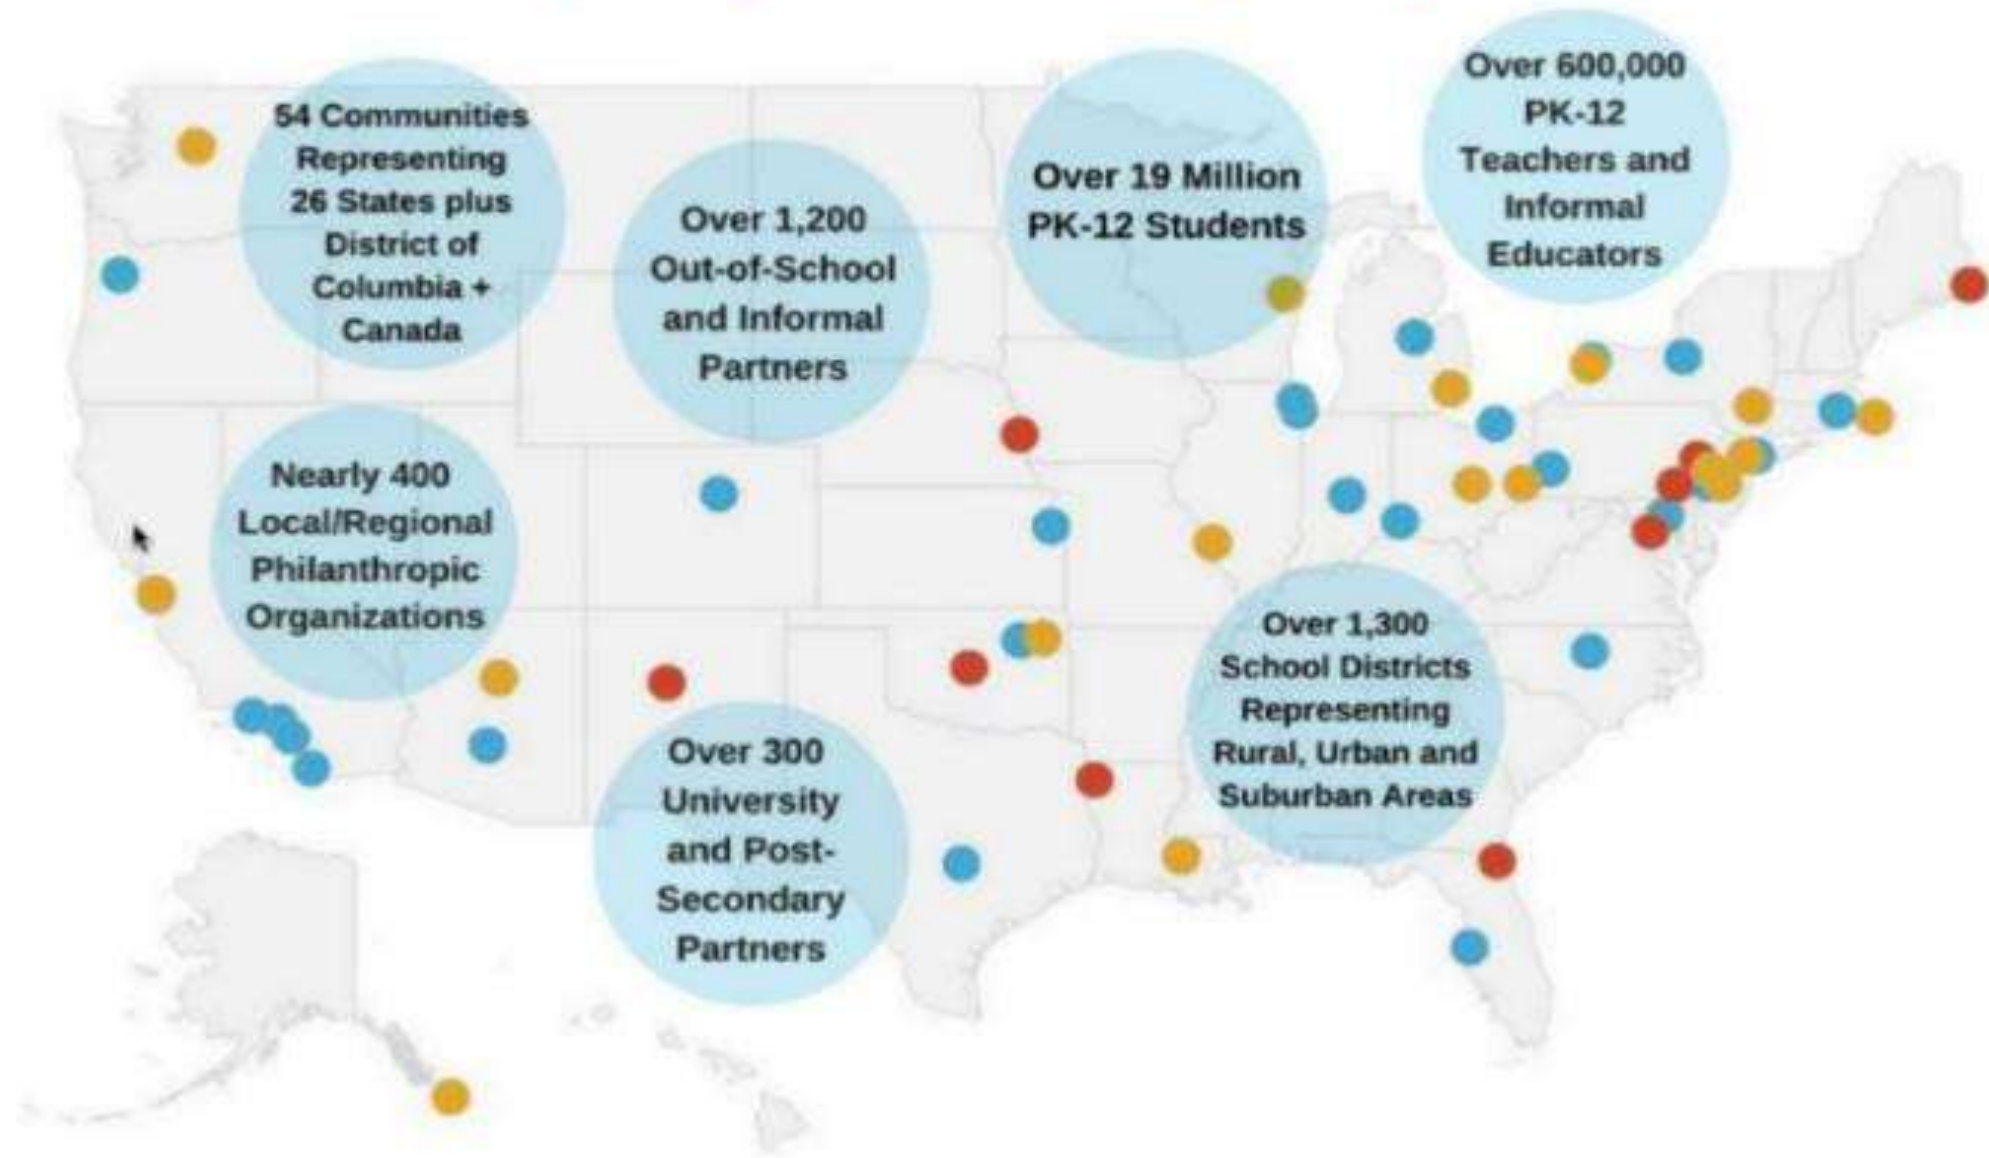 54 Communities
Representing
26 States plus
District of
Columbia +
Canada
Over 1,200
Out-of-School
and Informal
Partners
Over 19 Million
PK-12 Students
Over 600,000
PK-12
Teachers and
Informal
Educators
Nearly 400
Local/Regional
Philanthropic
Organizations
Over 300
University
and Post-
Secondary
Partners
Over 1,300
School Districts
Representing
Rural, Urban and
Suburban Areas